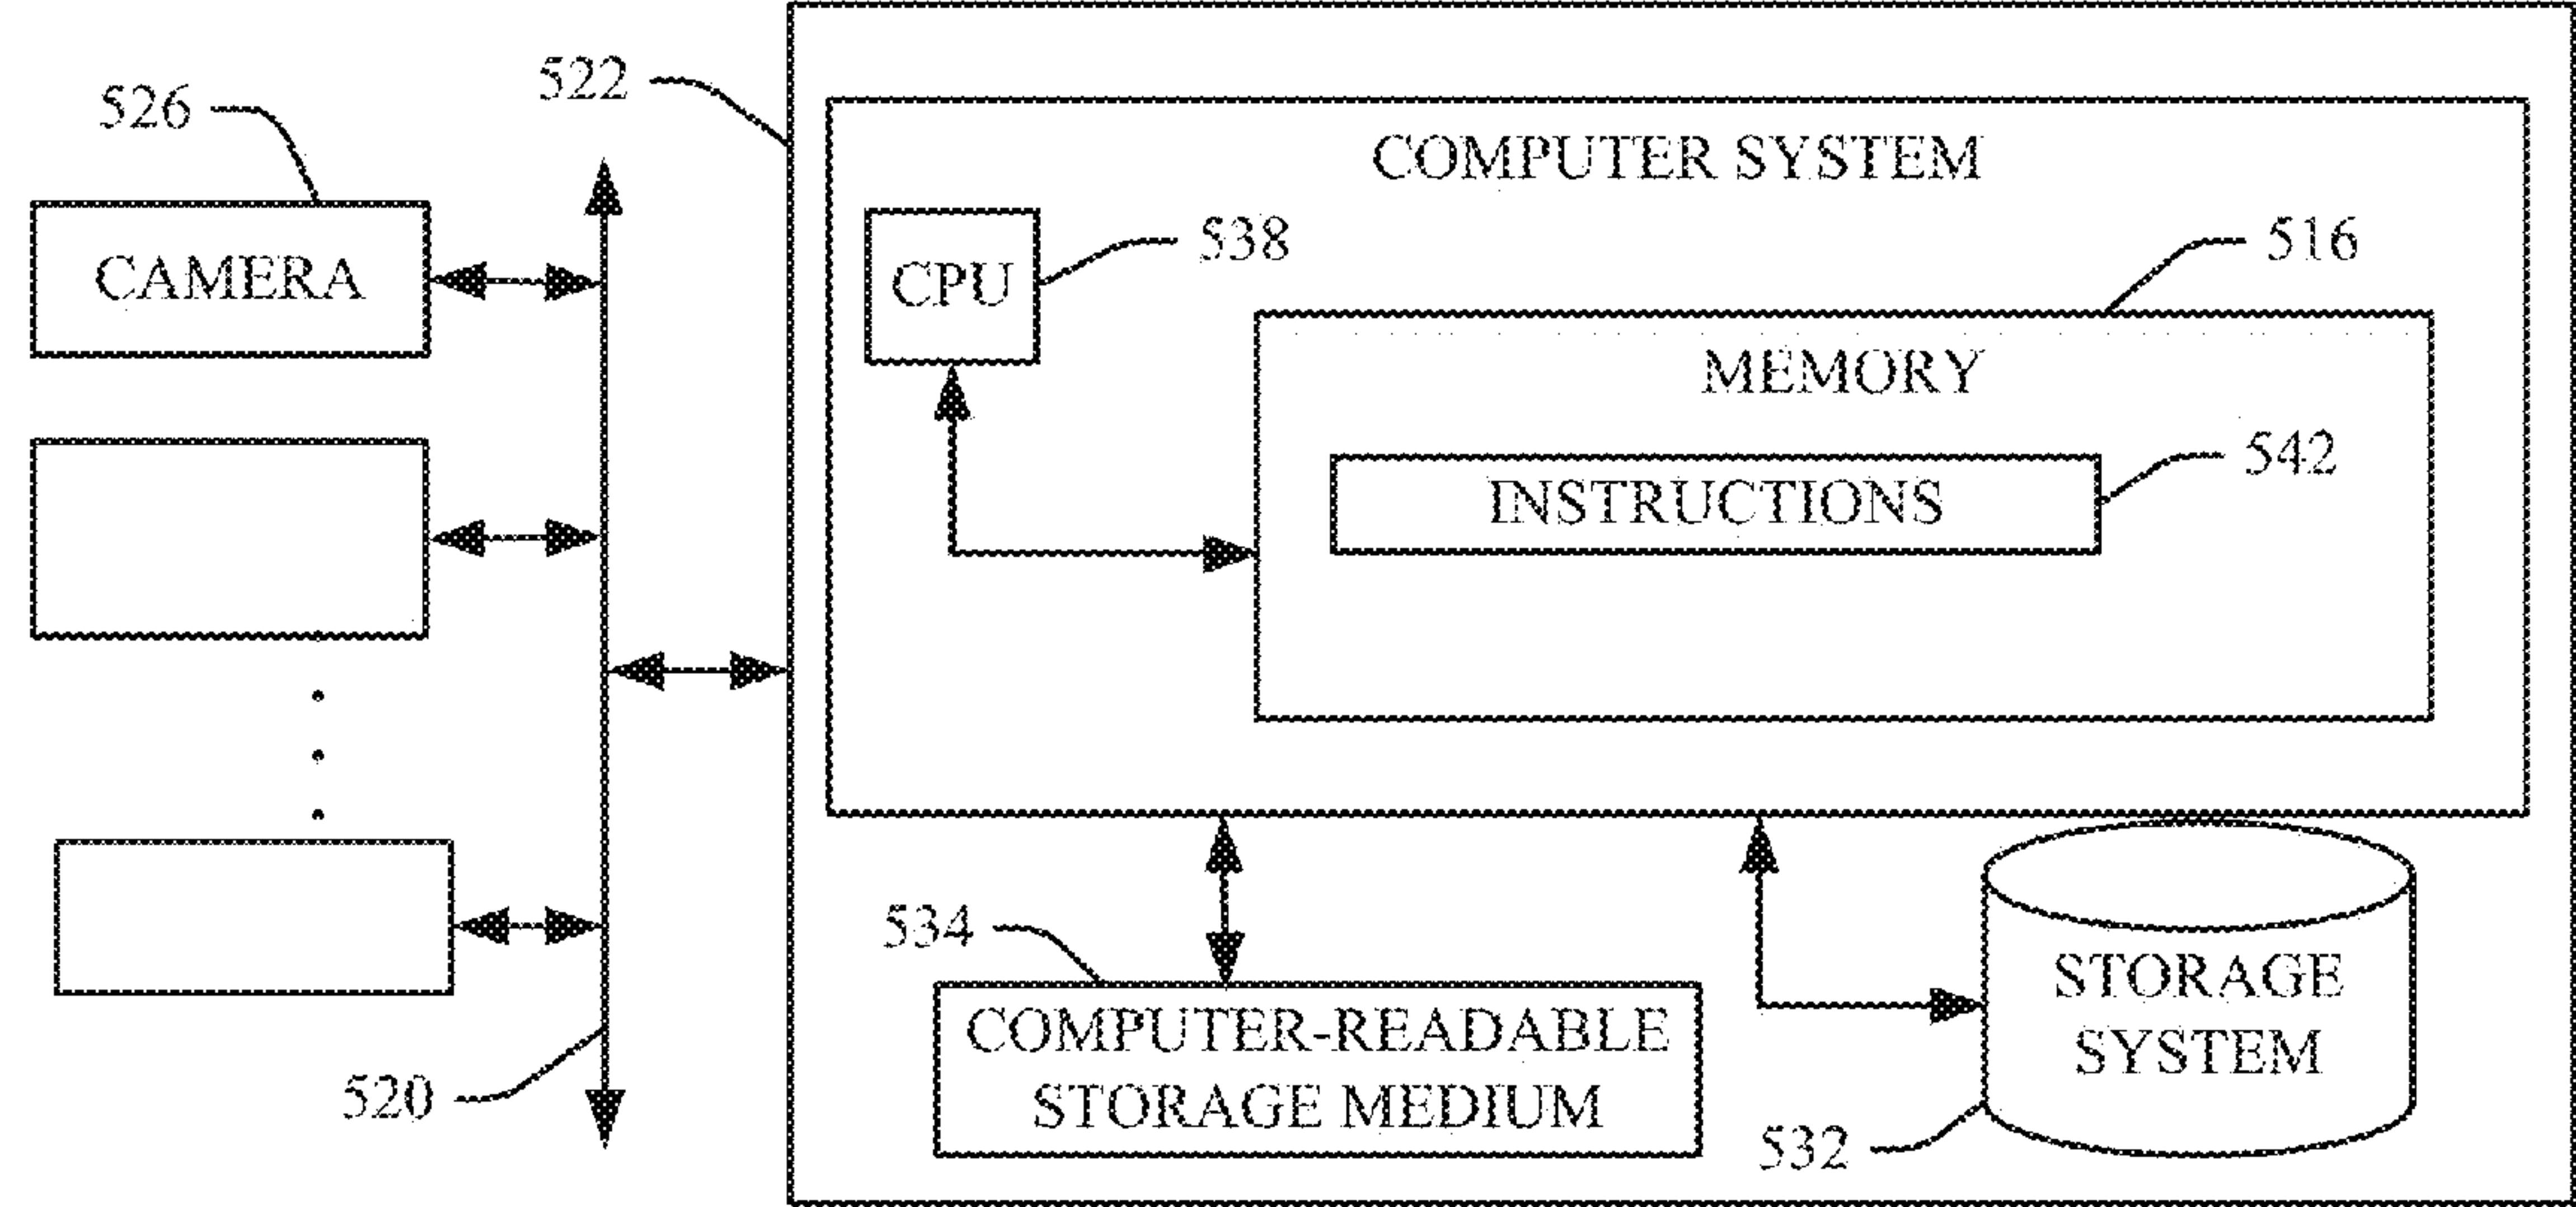 522
526
COMPUTER SYSTEM
538
516
CPU
CAMERA
MEMORY
542
INSTRUCTIONS
534
STORAGE
SYSTEM
COMPUTER-READABLE
STORAGE MEDIUM
520
532